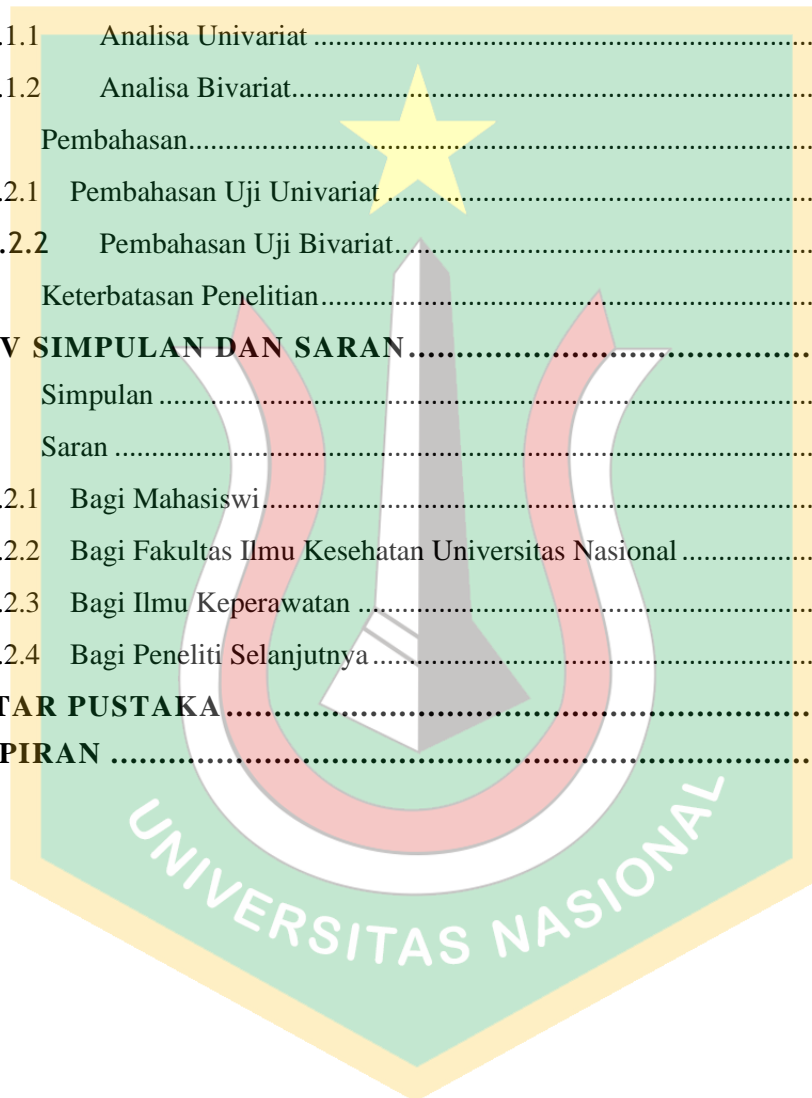 .1.1 Analisa Univariat ........................................................................
.1.2 Analisa Bivariat...........................................................................
Pembahasan.........................................................................................
.2.1 Pembahasan Uji Univariat ..............................................................
.2.2 Pembahasan Uji Bivariat............................................................
Keterbatasan Penelitian .......................................................................
V SIMPULAN DAN SARAN.................................................
Simpulan .............................................................................................
Saran ...................................................................................................
.2.1 Bagi Mahasiswi..............................................................................
.2.2 Bagi Fakultas Ilmu Kesehatan Universitas Nasional ....................
.2.3 Bagi Ilmu Keperawatan .................................................................
.2.4 Bagi Peneliti Selanjutnya ...............................................................
TAR PUSTAKA ......................................................................
PIRAN ....................................................................................
UNIVERSITAS NASIONAL